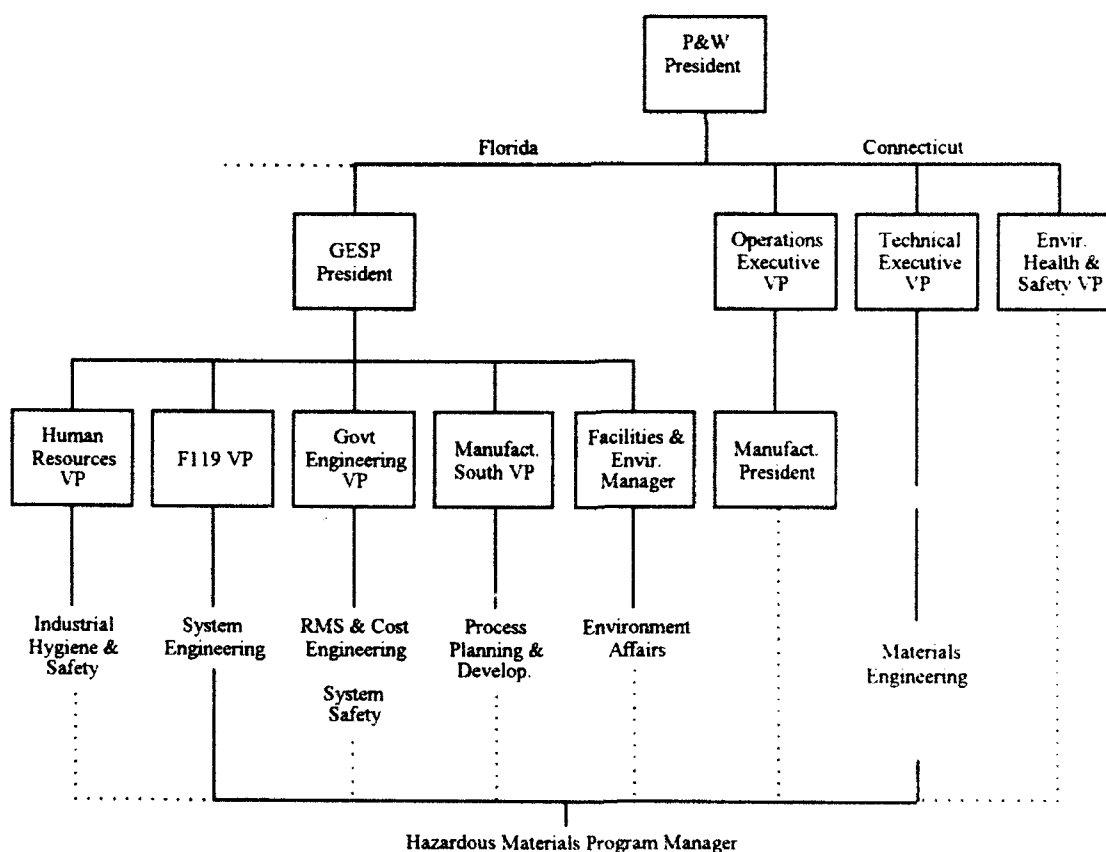 P&W
President
Florida
Connecticut
GESP
President
Operations
Executive
VP
Technical
Executive
VP
Envir.
Health &
Safety VP
Human
Resources
VP
F119 VP
Govt
Engineering
VP
Manufact.
South VP
Facilities &
Envir.
Manager
Manufact.
President
Industrial
Hygiene &
Safety
System
Engineering
RMS & Cost
Engineering
System
Safety
Process
Planning &
Develop.
Environment
Affairs
Materials
Engineering
Hazardous Materials Program Manager